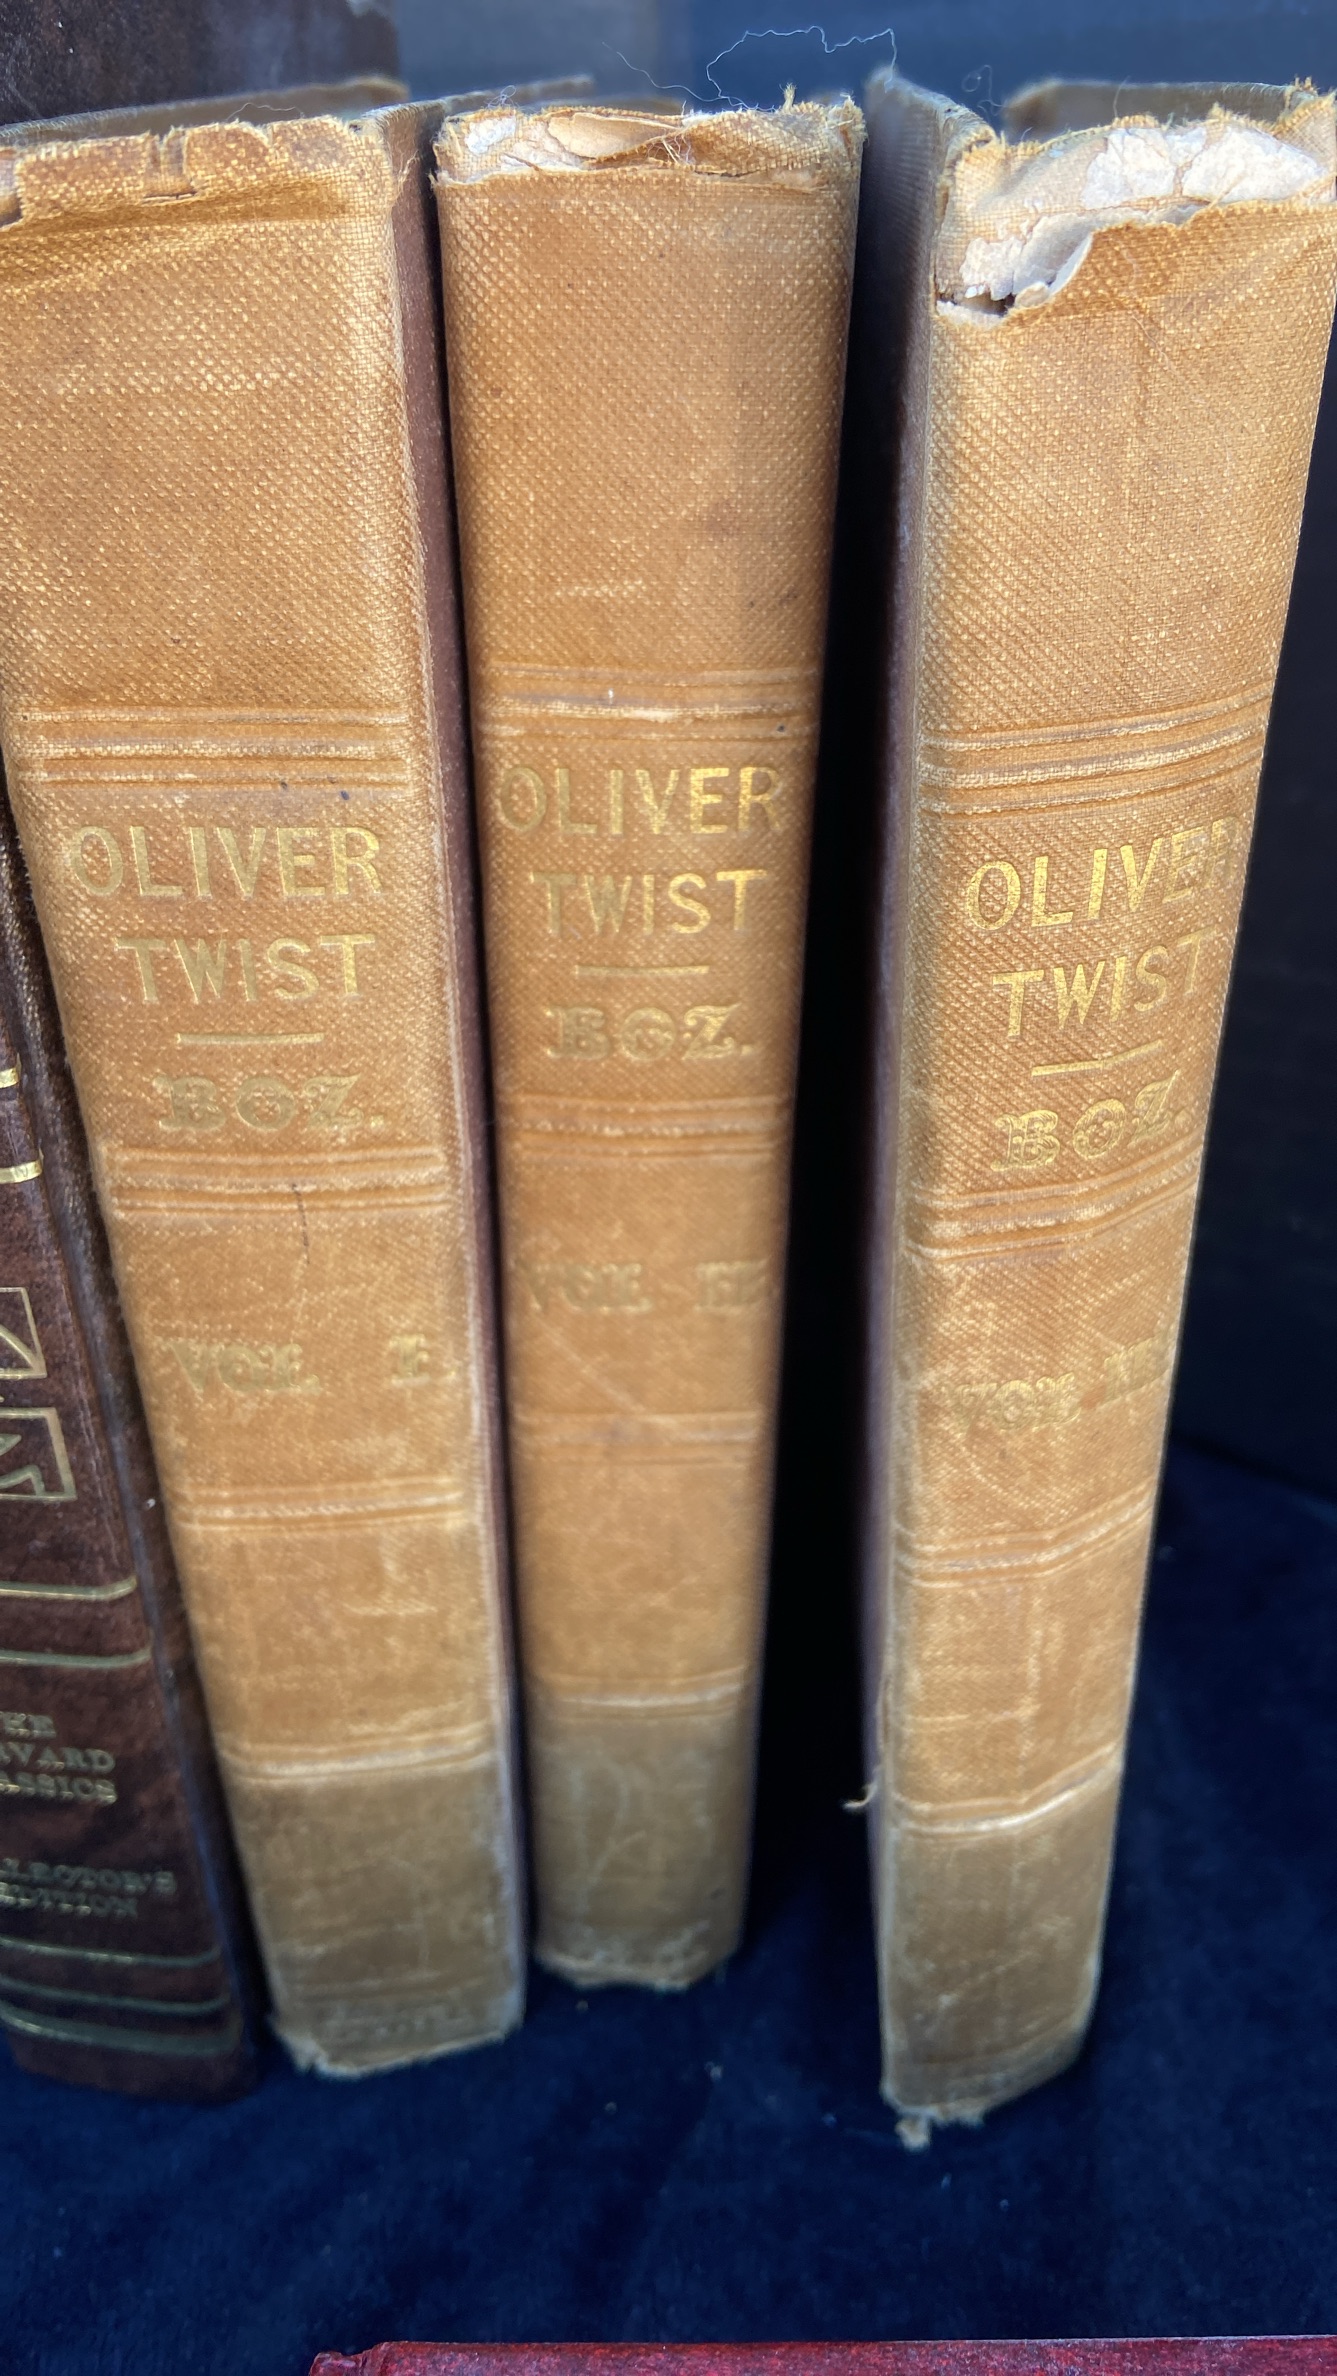 OLIVER
TWIST
BOZ.
VOL. I.
OLIVER
TWIST
BOZ.
VOL. II.
OLIVER
TWIST
BOZ.
VOL III